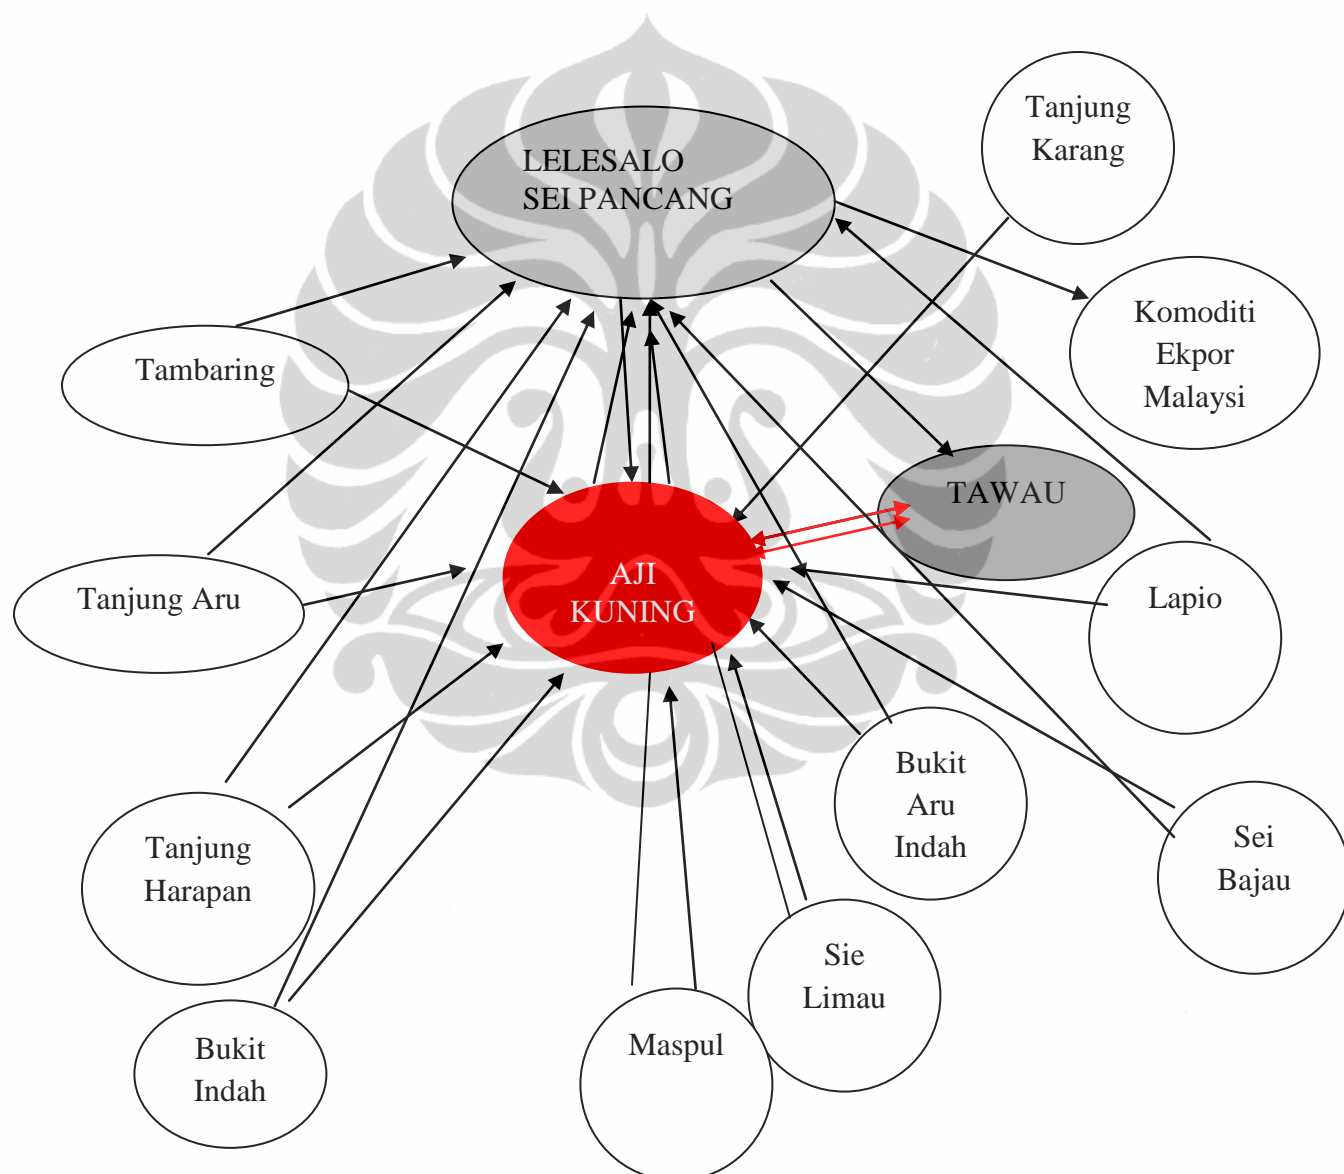 Tanjung
Karang
LELESALO
SEI PANCANG
Komoditi
Ekpor
Malaysi
Tambaring
TAWAU
AJI
KUNING
Tanjung Aru
Lapio
Bukit
Aru
Indah
Tanjung
Harapan
Sei
Bajau
Sie
Limau
Maspul
Bukit
Indah